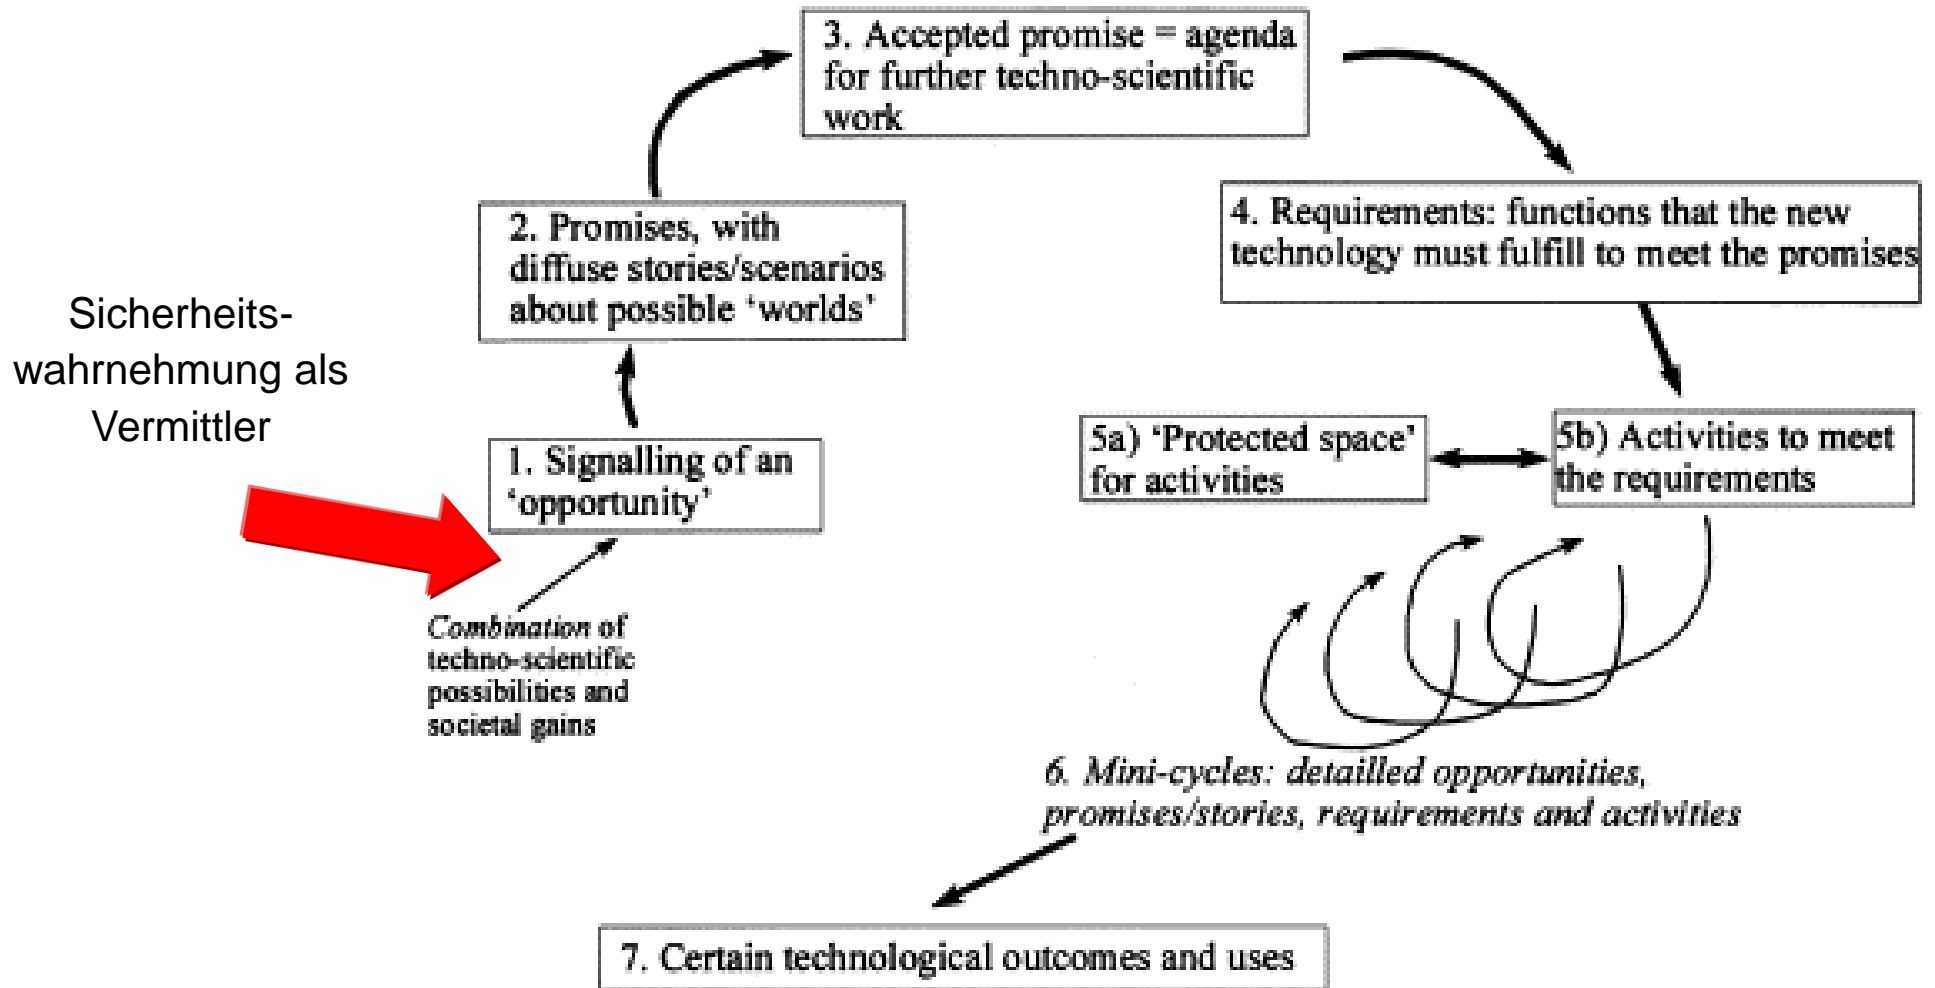 3. Accepted promise = agenda
for further techno-scientific
work
2. Promises, with
diffuse stories/scenarios
about possible ‘worlds’
4. Requirements: functions that the new
technology must fulfill to meet the promises
Sicherheits-
wahrnehmung als
Vermittler
1. Signalling of an
‘opportunity’
5a) ‘Protected space’
for activities
5b) Activities to meet
the requirements
Combination of
techno-scientific
possibilities and
societal gains
6. Mini-cycles: detailled opportunities,
promises/stories, requirements and activities
7. Certain technological outcomes and uses